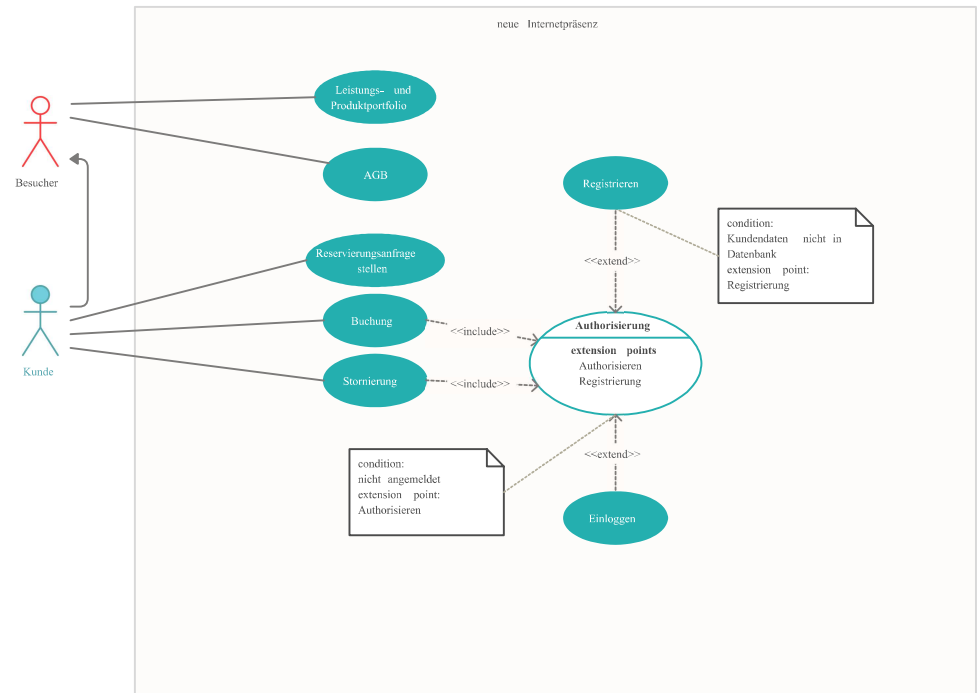 neue Internetpräsenz
Leistungs- und
Produktportfolio
Besucher
AGB
Registrieren
condition:
Kundendaten nicht in
Datenbank
extension point:
Registrierung
Reservierungsanfrage
stellen
<<extend>>
Kunde
Buchung
<<include>>
Authorisierung
extension points
Authorisieren
Registrierung
Stornierung
<<include>>
condition:
nicht angemeldet
extension point:
Authorisieren
<<extend>>
Einloggen